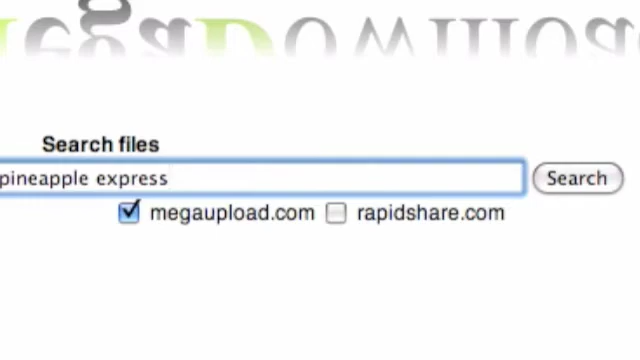 Search files
pineapple express
Search
megaupload.com rapidshare.com